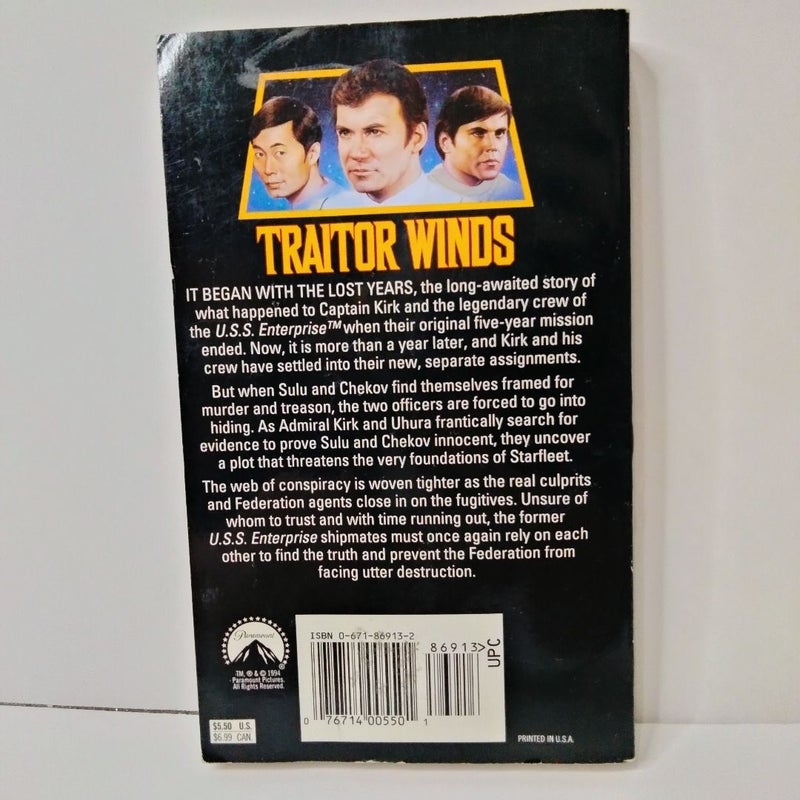 TRAITOR WINDS
IT BEGAN WITH THE LOST YEARS, the long-awaited story of
what happened to Captain Kirk and the legendary crew of
the U.S.S. Enterprise™ when their original five-year mission
ended. Now, it is more than a year later, and Kirk and his
crew have settled into their new, separate assignments.
But when Sulu and Chekov find themselves framed for
murder and treason, the two officers are forced to go into
hiding. As Admiral Kirk and Uhura frantically search for
evidence to prove Sulu and Chekov innocent, they uncover
a plot that threatens the very foundations of Starfleet.
The web of conspiracy is woven tighter as the real culprits
and Federation agents close in on the fugitives. Unsure of
whom to trust and with time running out, the former
U.S.S. Enterprise shipmates must once again rely on each
other to find the truth and prevent the Federation from
facing utter destruction.
Paramount
TM, ® & © 1994
Paramount Pictures.
All Rights Reserved.
ISBN 0-671-86913-2
86913>
UPC
0 76714 00550 1
$5.50 U.S.
$6.99 CAN.
PRINTED IN U.S.A.